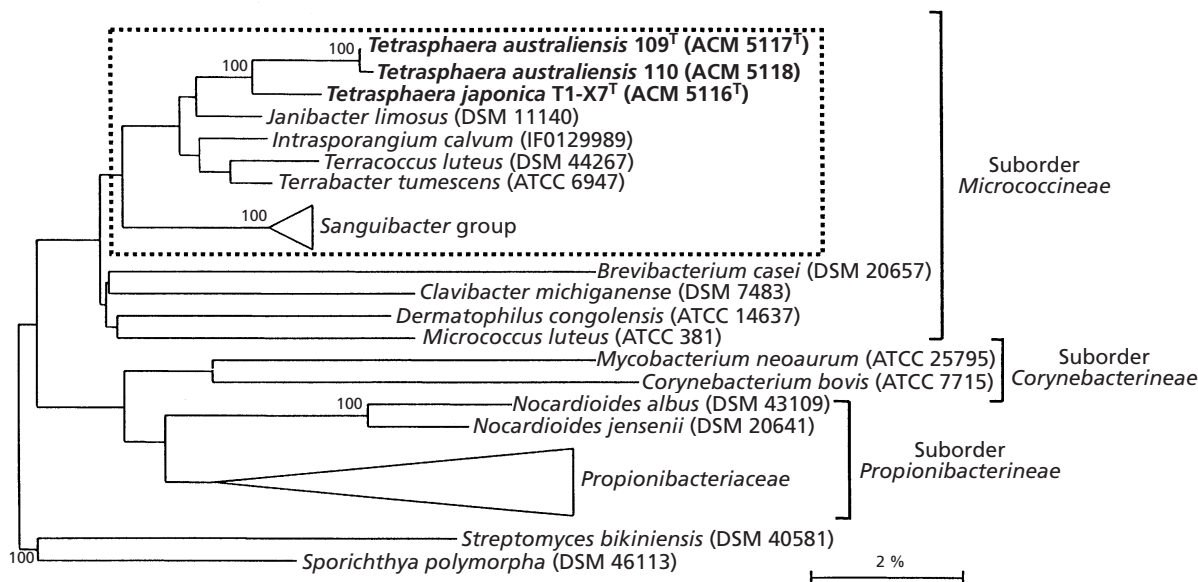 100
Tetrasphaera australiensis 109ᵀ (ACM 5117ᵀ)
100
Tetrasphaera australiensis 110 (ACM 5118)
Tetrasphaera japonica T1-X7ᵀ (ACM 5116ᵀ)
Janibacter limosus (DSM 11140)
Intrasporangium calvum (IF0129989)
Terracoccus luteus (DSM 44267)
Terrabacter tumescens (ATCC 6947)
Suborder
Micrococcineae
100
Sanguibacter group
Brevibacterium casei (DSM 20657)
Clavibacter michiganense (DSM 7483)
Dermatophilus congolensis (ATCC 14637)
Micrococcus luteus (ATCC 381)
Mycobacterium neoaurum (ATCC 25795)
Corynebacterium bovis (ATCC 7715)
Suborder
Corynebacterineae
100
Nocardioides albus (DSM 43109)
Nocardioides jensenii (DSM 20641)
Propionibacteriaceae
Suborder
Propionibacterineae
Streptomyces bikiniensis (DSM 40581)
100
Sporichthya polymorpha (DSM 46113)
2 %